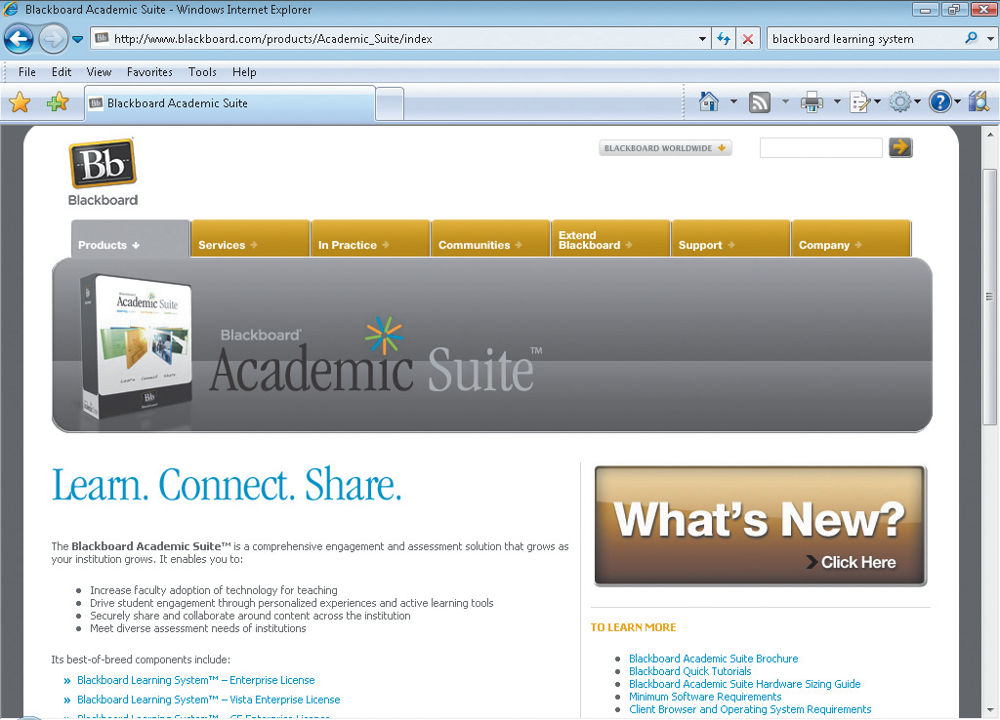 Blackboard Academic Suite - Windows Internet Explorer
http://www.blackboard.com/products/Academic_Suite/index
blackboard learning system
File Edit View Favorites Tools Help
Blackboard Academic Suite
Bb
Blackboard
BLACKBOARD WORLDWIDE
Products
Services
In Practice
Communities
Extend
Blackboard
Support
Company
Academic Suite
Learn Connect Share
Bb
Blackboard
Academic Suite™
Learn. Connect. Share.
The Blackboard Academic Suite™ is a comprehensive engagement and assessment solution that grows as
your institution grows. It enables you to:
Increase faculty adoption of technology for teaching
Drive student engagement through personalized experiences and active learning tools
Securely share and collaborate around content across the institution
Meet diverse assessment needs of institutions
Its best-of-breed components include:
» Blackboard Learning System™ – Enterprise License
» Blackboard Learning System™ – Vista Enterprise License
» Blackboard Learning System™ – CE Enterprise License
What's New?
Click Here
TO LEARN MORE
Blackboard Academic Suite Brochure
Blackboard Quick Tutorials
Blackboard Academic Suite Hardware Sizing Guide
Minimum Software Requirements
Client Browser and Operating System Requirements